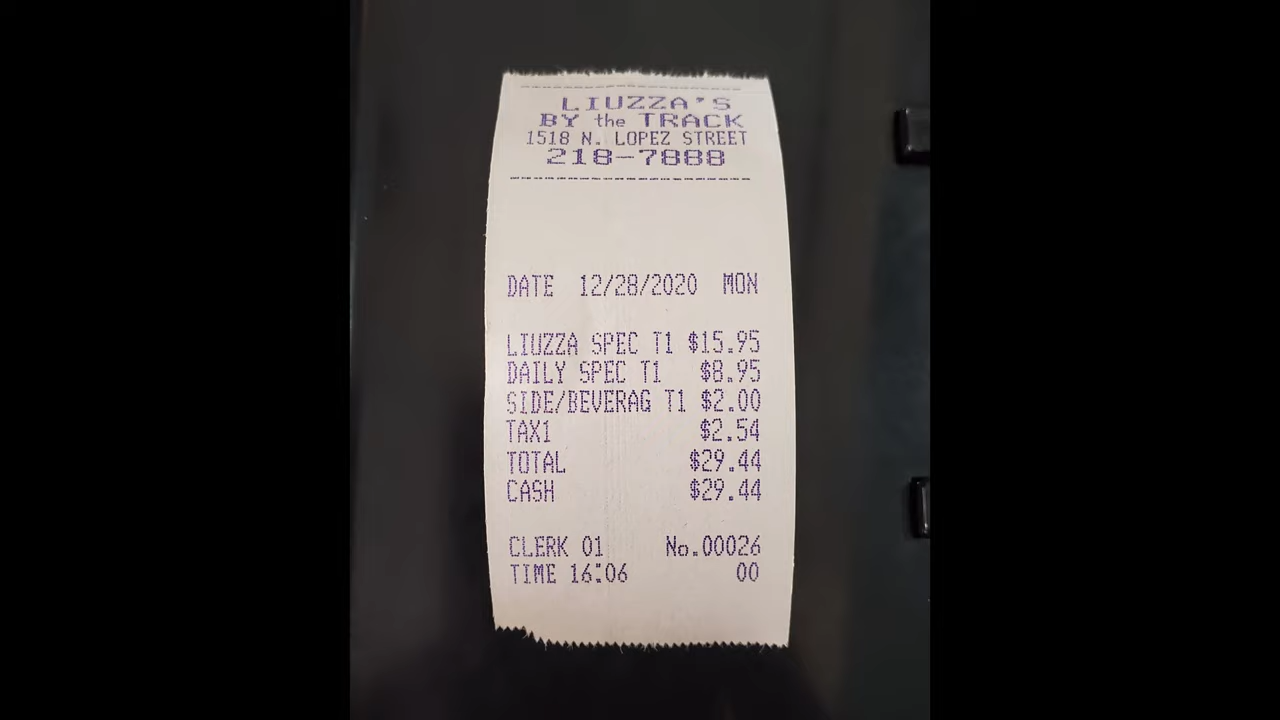 LIUZZA'S
BY the TRACK
1518 N. LOPEZ STREET
218-7888
DATE 12/28/2020 MON
LIUZZA SPEC T1 $15.95
DAILY SPEC T1 $8.95
SIDE/BEVERAG T1 $2.00
TAX1 $2.54
TOTAL $29.44
CASH $29.44
CLERK 01 No.00026
TIME 16:06 00